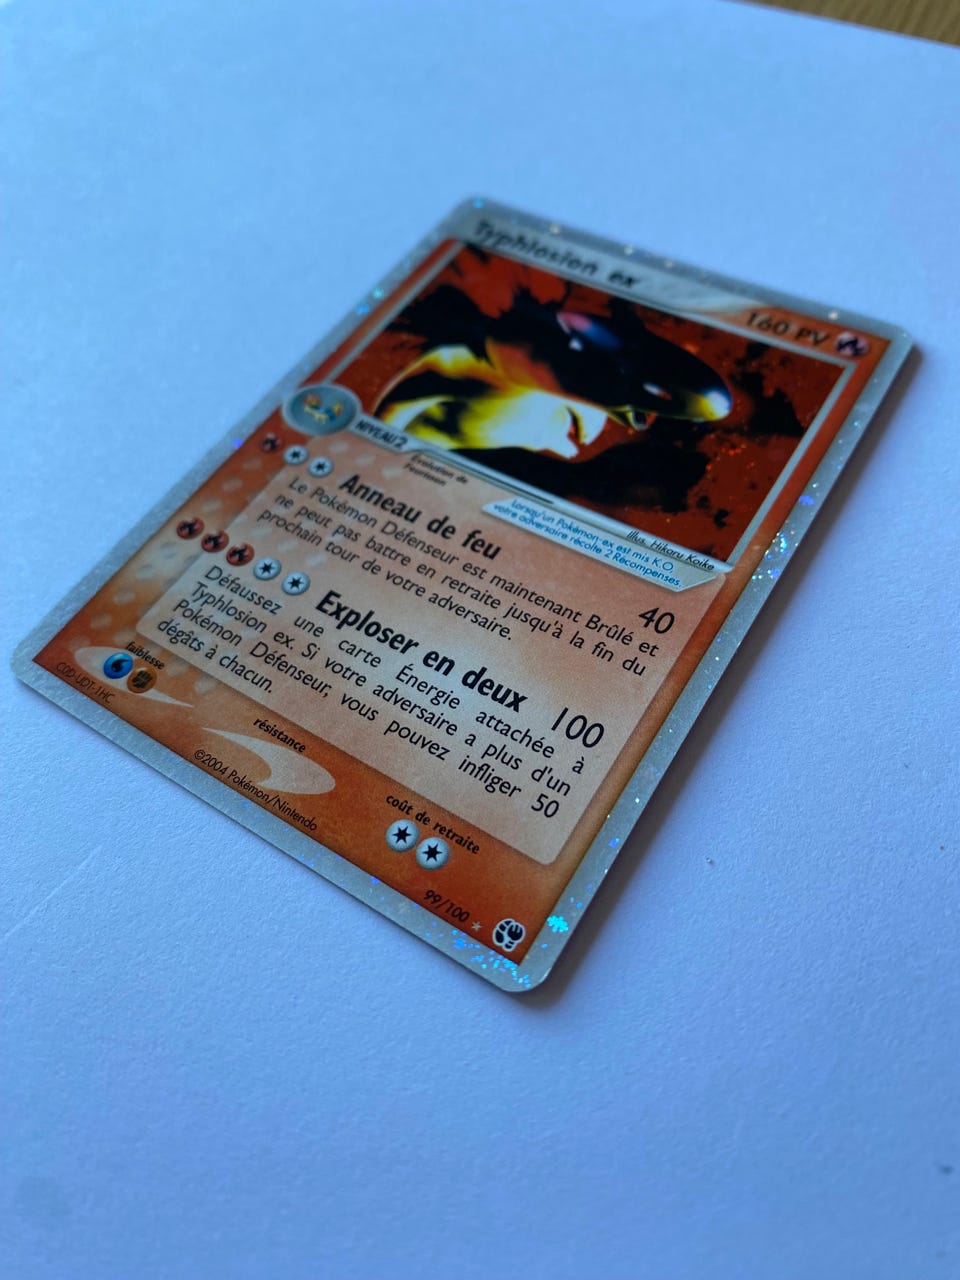 Typhlosion ex
160 PV
NIVEAU 2
Évolution de
Feurisson
Illus. Hikaru Koike
Lorsqu'un Pokémon-ex est mis K.O.
votre adversaire récolte 2 Récompenses.
Anneau de feu 40
Le Pokémon Défenseur est maintenant Brûlé et
ne peut pas battre en retraite jusqu'à la fin du
prochain tour de votre adversaire.
Exploser en deux 100
Défaussez une carte Énergie attachée à
Typhlosion ex. Si votre adversaire a plus d'un
Pokémon Défenseur, vous pouvez infliger 50
dégâts à chacun.
faiblesse
résistance
coût de retraite
C0D-UDT-JHC
©2004 Pokémon/Nintendo
99/100